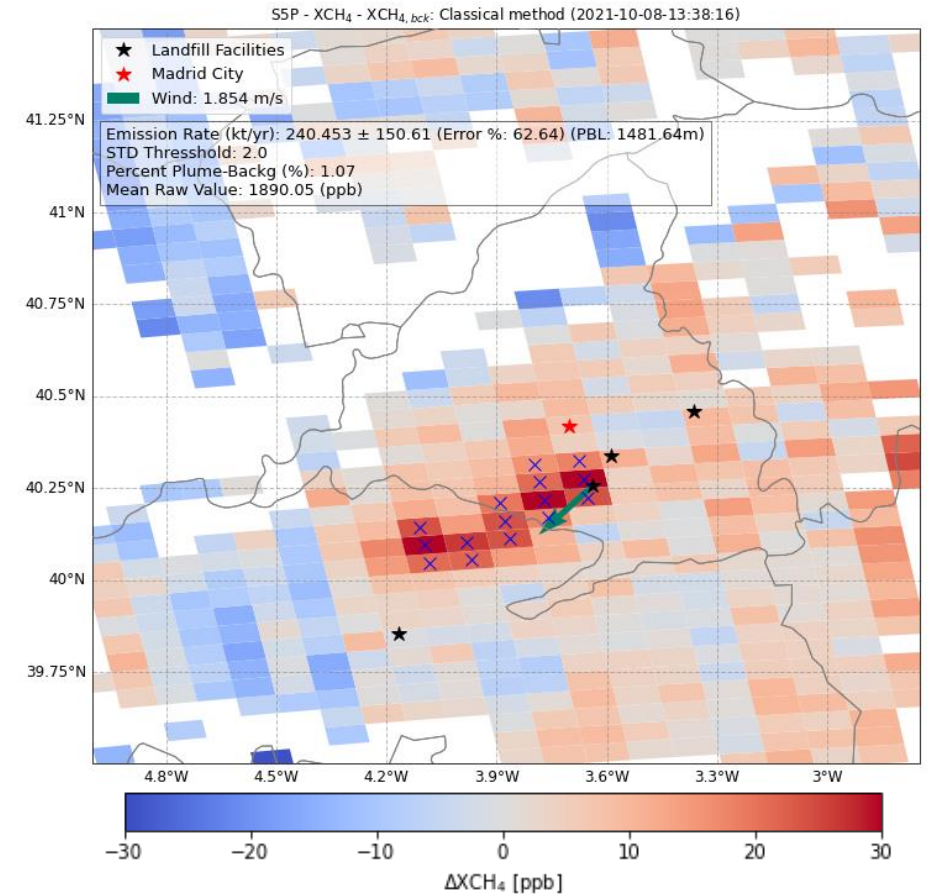 S5P - XCH₄ - XCH₄,bck: Classical method (2021-10-08-13:38:16)
Landfill Facilities
Madrid City
Wind: 1.854 m/s
Emission Rate (kt/yr): 240.453 ± 150.61 (Error %: 62.64) (PBL: 1481.64m)
STD Thresshold: 2.0
Percent Plume-Backg (%): 1.07
Mean Raw Value: 1890.05 (ppb)
41.25°N
41°N
40.75°N
40.5°N
40.25°N
40°N
39.75°N
4.8°W 4.5°W 4.2°W 3.9°W 3.6°W 3.3°W 3°W
−30 −20 −10 0 10 20 30
ΔXCH₄ [ppb]